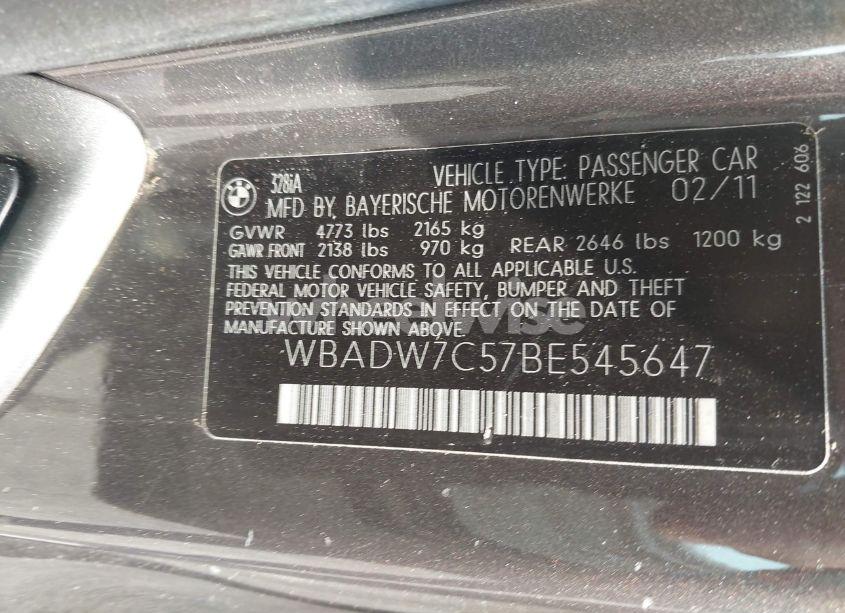 328iA
VEHICLE TYPE: PASSENGER CAR
MFD BY BAYERISCHE MOTORENWERKE 02/11
GVWR 4773 lbs 2165 kg
GAWR FRONT 2138 lbs 970 kg REAR 2646 lbs 1200 kg
THIS VEHICLE CONFORMS TO ALL APPLICABLE U.S.
FEDERAL MOTOR VEHICLE SAFETY, BUMPER AND THEFT
PREVENTION STANDARDS IN EFFECT ON THE DATE OF
MANUFACTURE SHOWN ABOVE.
WBADW7C57BE545647
2 122 606
BMW